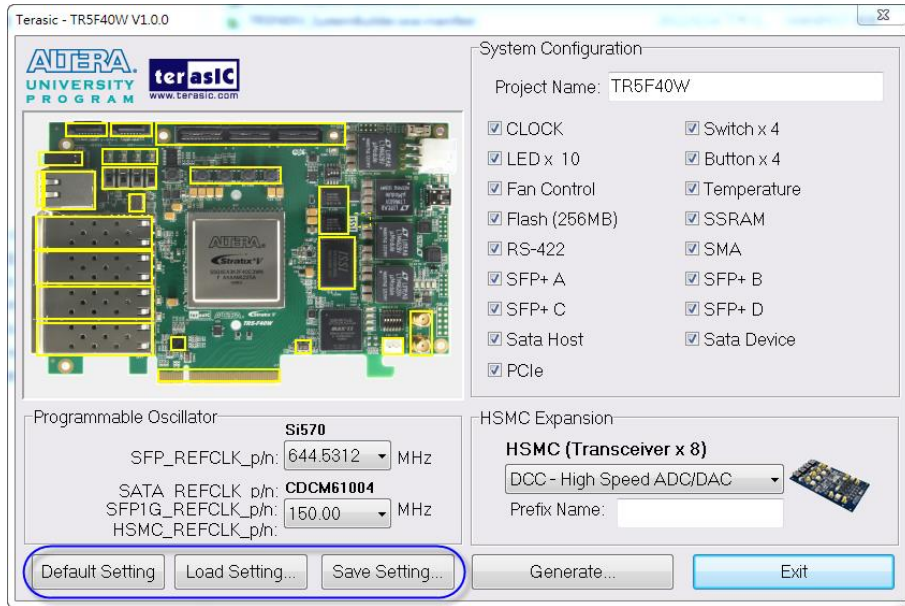 Terasic - TR5F40W V1.0.0
ALTERA.
UNIVERSITY
PROGRAM
terasIC
www.terasic.com
ALTERA.
Stratix V
System Configuration
Project Name: TR5F40W
CLOCK
Switch x 4
LED x 10
Button x 4
Fan Control
Temperature
Flash (256MB)
SSRAM
RS-422
SMA
SFP+ A
SFP+ B
SFP+ C
SFP+ D
Sata Host
Sata Device
PCIe
Programmable Oscillator
Si570
SFP_REFCLK_p/n: 644.5312 MHz
SATA_REFCLK_p/n: CDCM61004
SFP1G_REFCLK_p/n: 150.00 MHz
HSMC_REFCLK_p/n:
HSMC Expansion
HSMC (Transceiver x 8)
DCC - High Speed ADC/DAC
Prefix Name:
Default Setting
Load Setting...
Save Setting...
Generate...
Exit